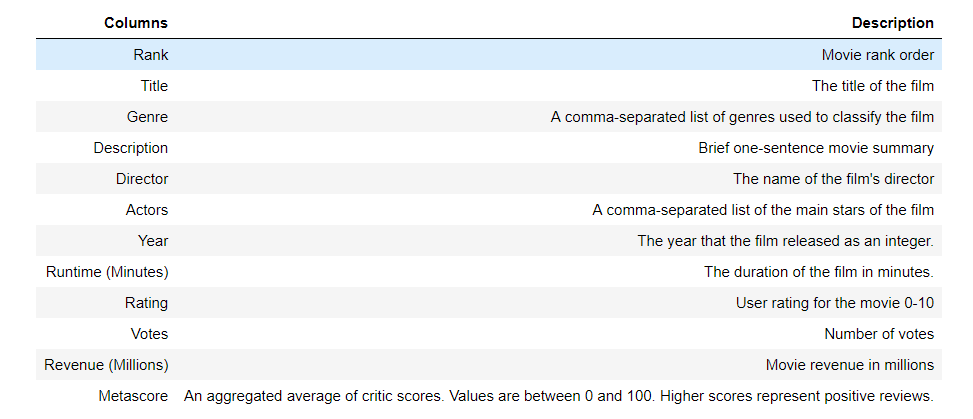 Columns Description
Rank Movie rank order
Title The title of the film
Genre A comma-separated list of genres used to classify the film
Description Brief one-sentence movie summary
Director The name of the film's director
Actors A comma-separated list of the main stars of the film
Year The year that the film released as an integer.
Runtime (Minutes) The duration of the film in minutes.
Rating User rating for the movie 0-10
Votes Number of votes
Revenue (Millions) Movie revenue in millions
Metascore An aggregated average of critic scores. Values are between 0 and 100. Higher scores represent positive reviews.